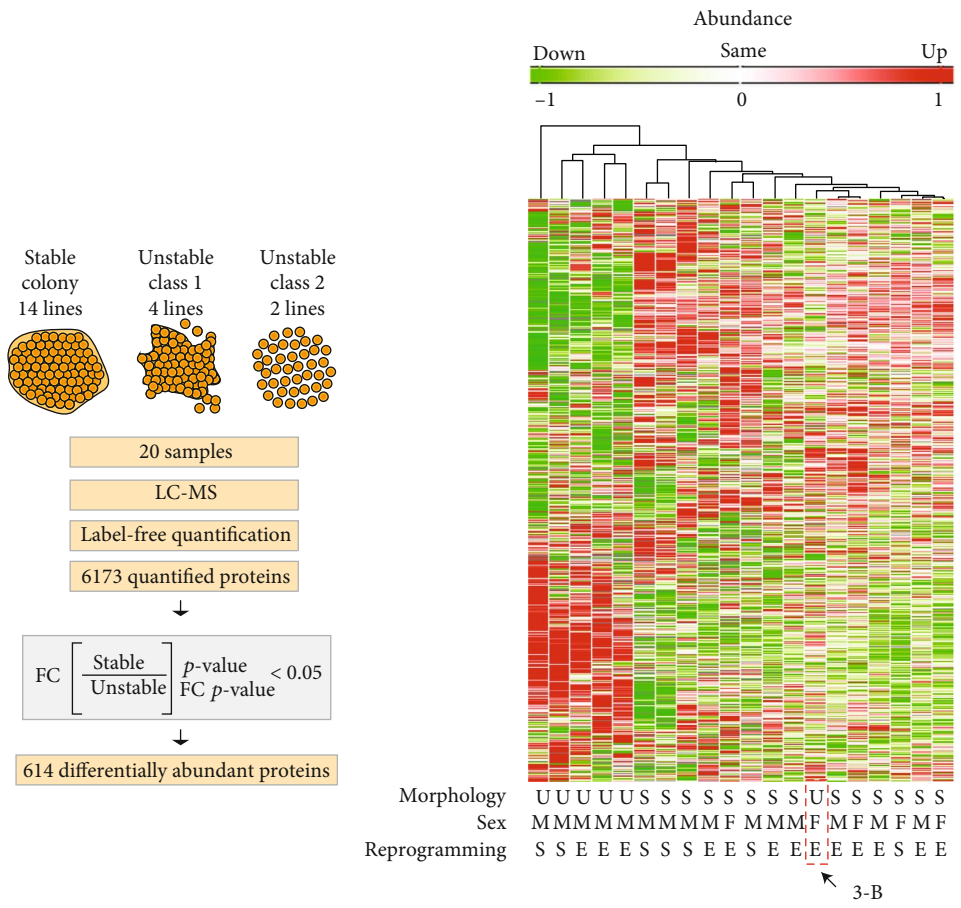 Abundance
Down Same Up
−1 0 1
Stable colony 14 lines
Unstable class 1 4 lines
Unstable class 2 2 lines
20 samples
LC-MS
Label-free quantification
6173 quantified proteins
FC [Stable / Unstable] p-value FC p-value < 0.05
614 differentially abundant proteins
Morphology U U U U U S S S S S S S S U S S S S S S
Sex M M M M M M M M M F M M M F M F M F M F
Reprogramming S S E E E S S S E E S E E E E E E S E E
3-B